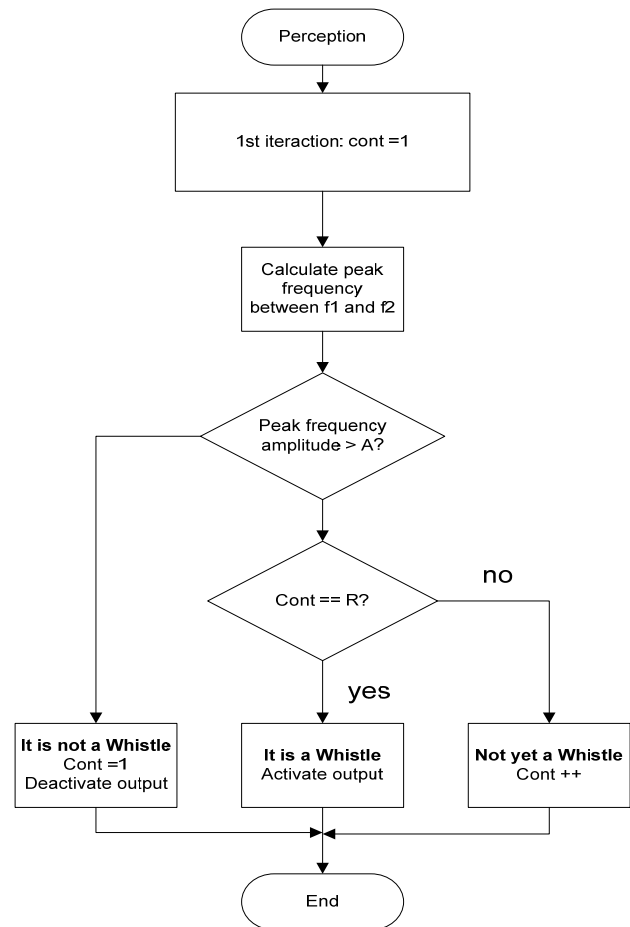 Perception
1st iteraction: cont =1
Calculate peak
frequency
between f1 and f2
Peak frequency
amplitude > A?
Cont == R?
no
yes
It is not a Whistle
Cont =1
Deactivate output
It is a Whistle
Activate output
Not yet a Whistle
Cont ++
End